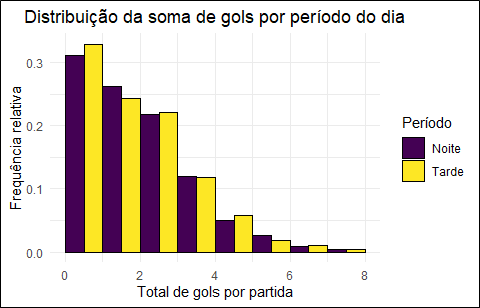 Distribuição da soma de gols por período do dia
Frequência relativa
0.3
0.2
0.1
0.0
0 2 4 6 8
Total de gols por partida
Período
Noite
Tarde